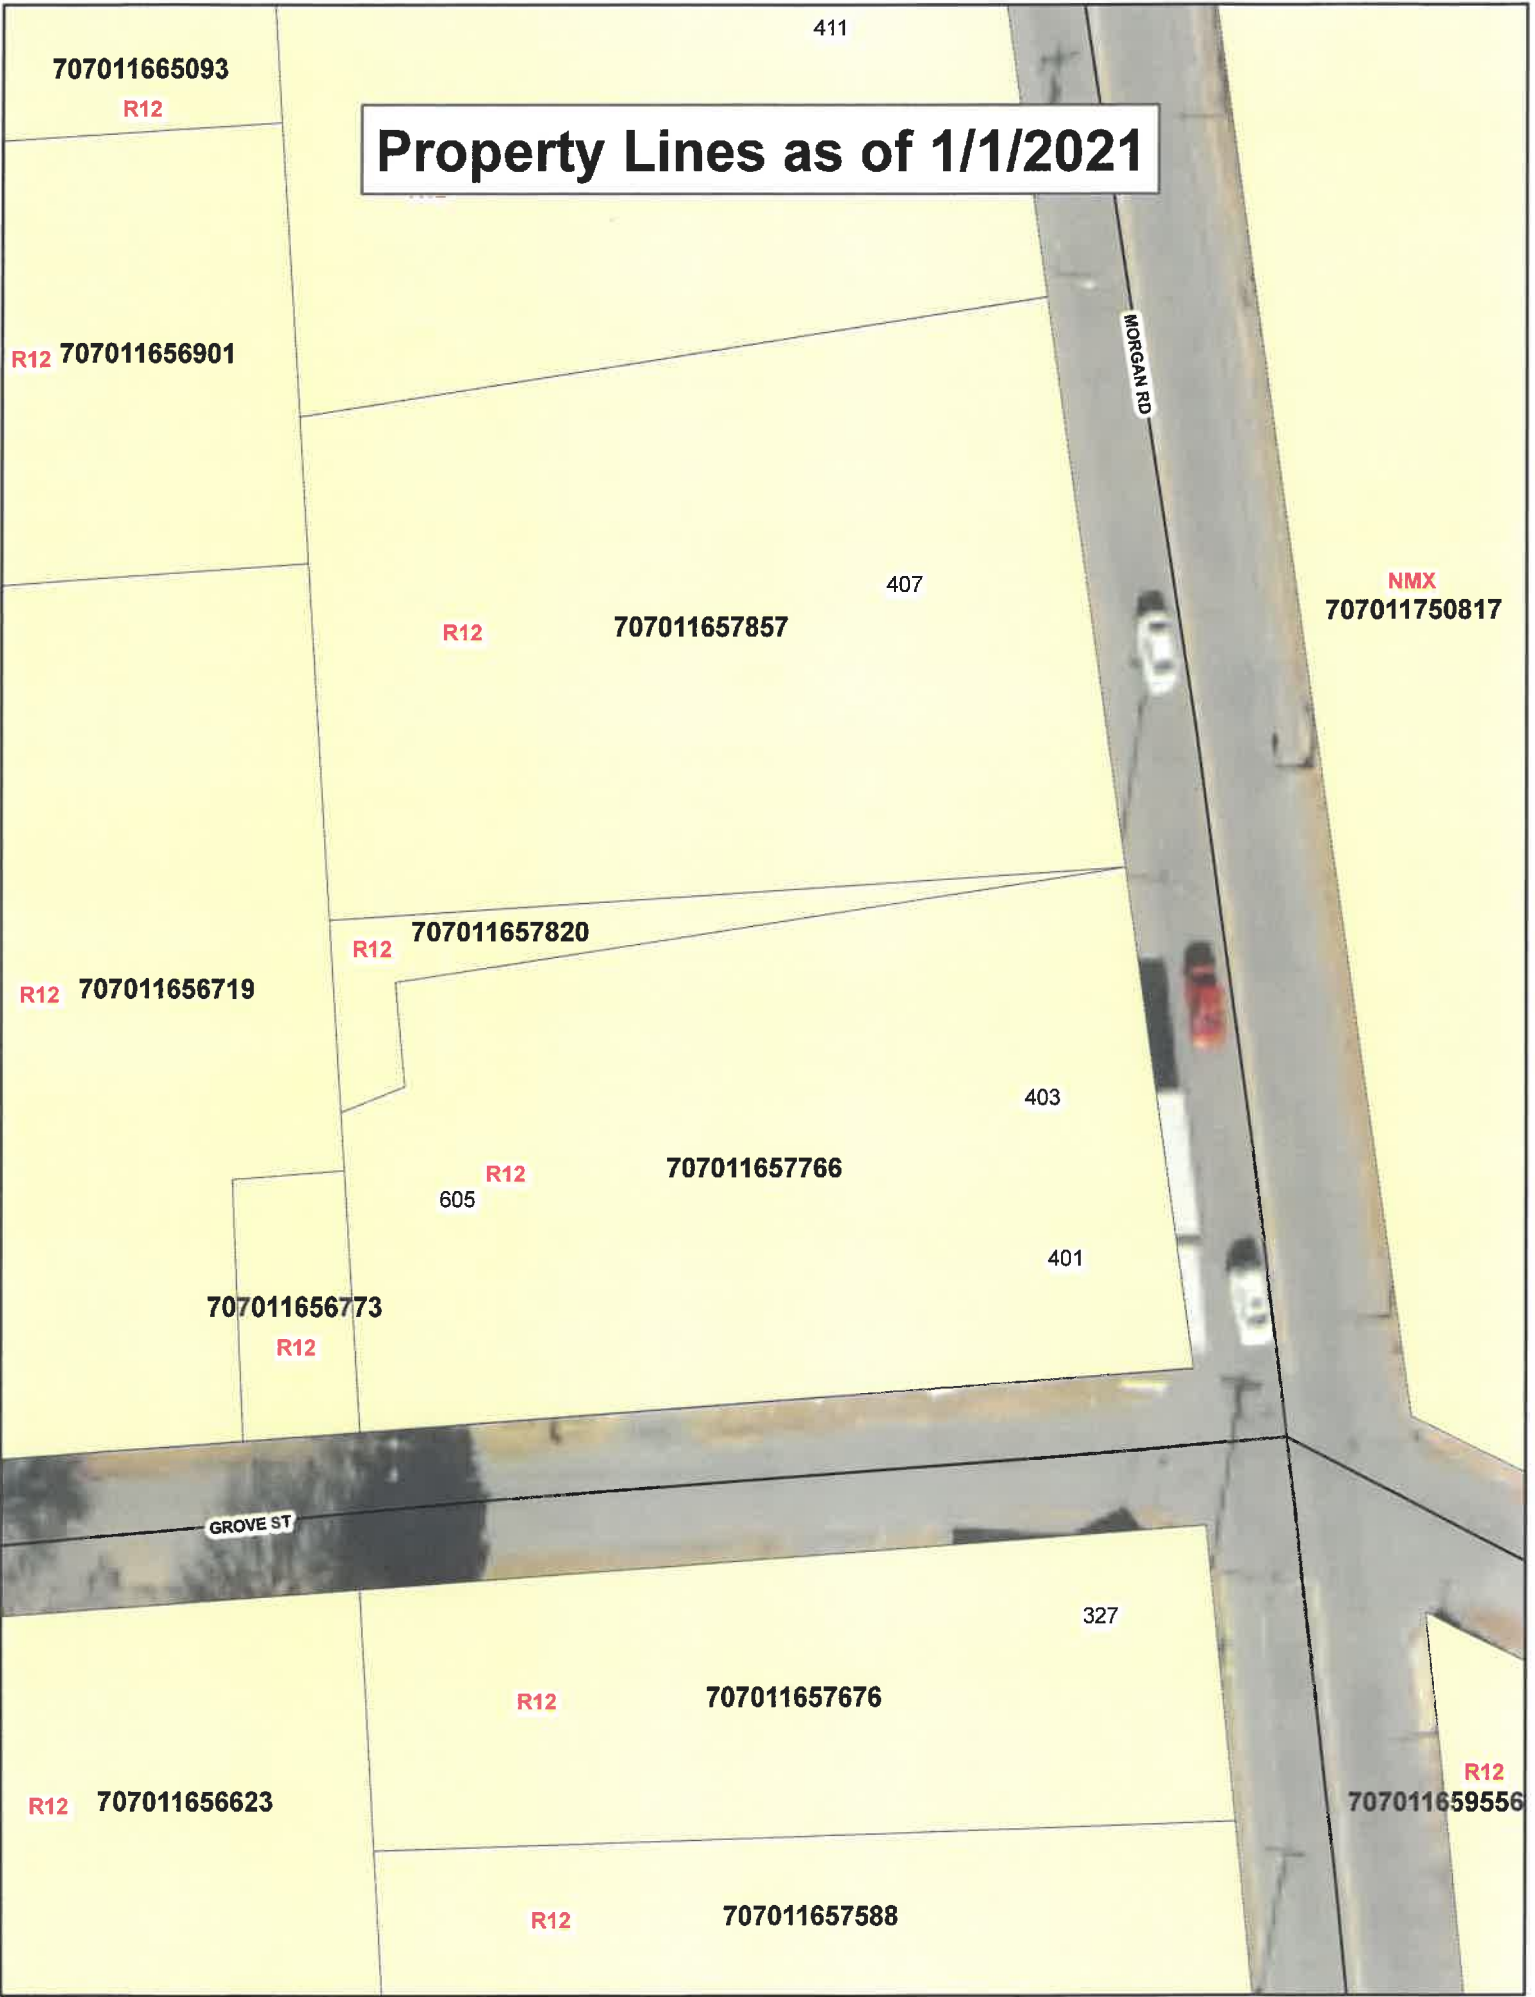 411
707011665093
R12
Property Lines as of 1/1/2021
MORGAN RD
R12 707011656901
407
NMX
707011750817
R12 707011657857
707011657820
R12
R12 707011656719
403
707011657766
R12
605
401
707011656773
R12
GROVE ST
327
R12 707011657676
R12
707011659556
R12 707011656623
R12 707011657588